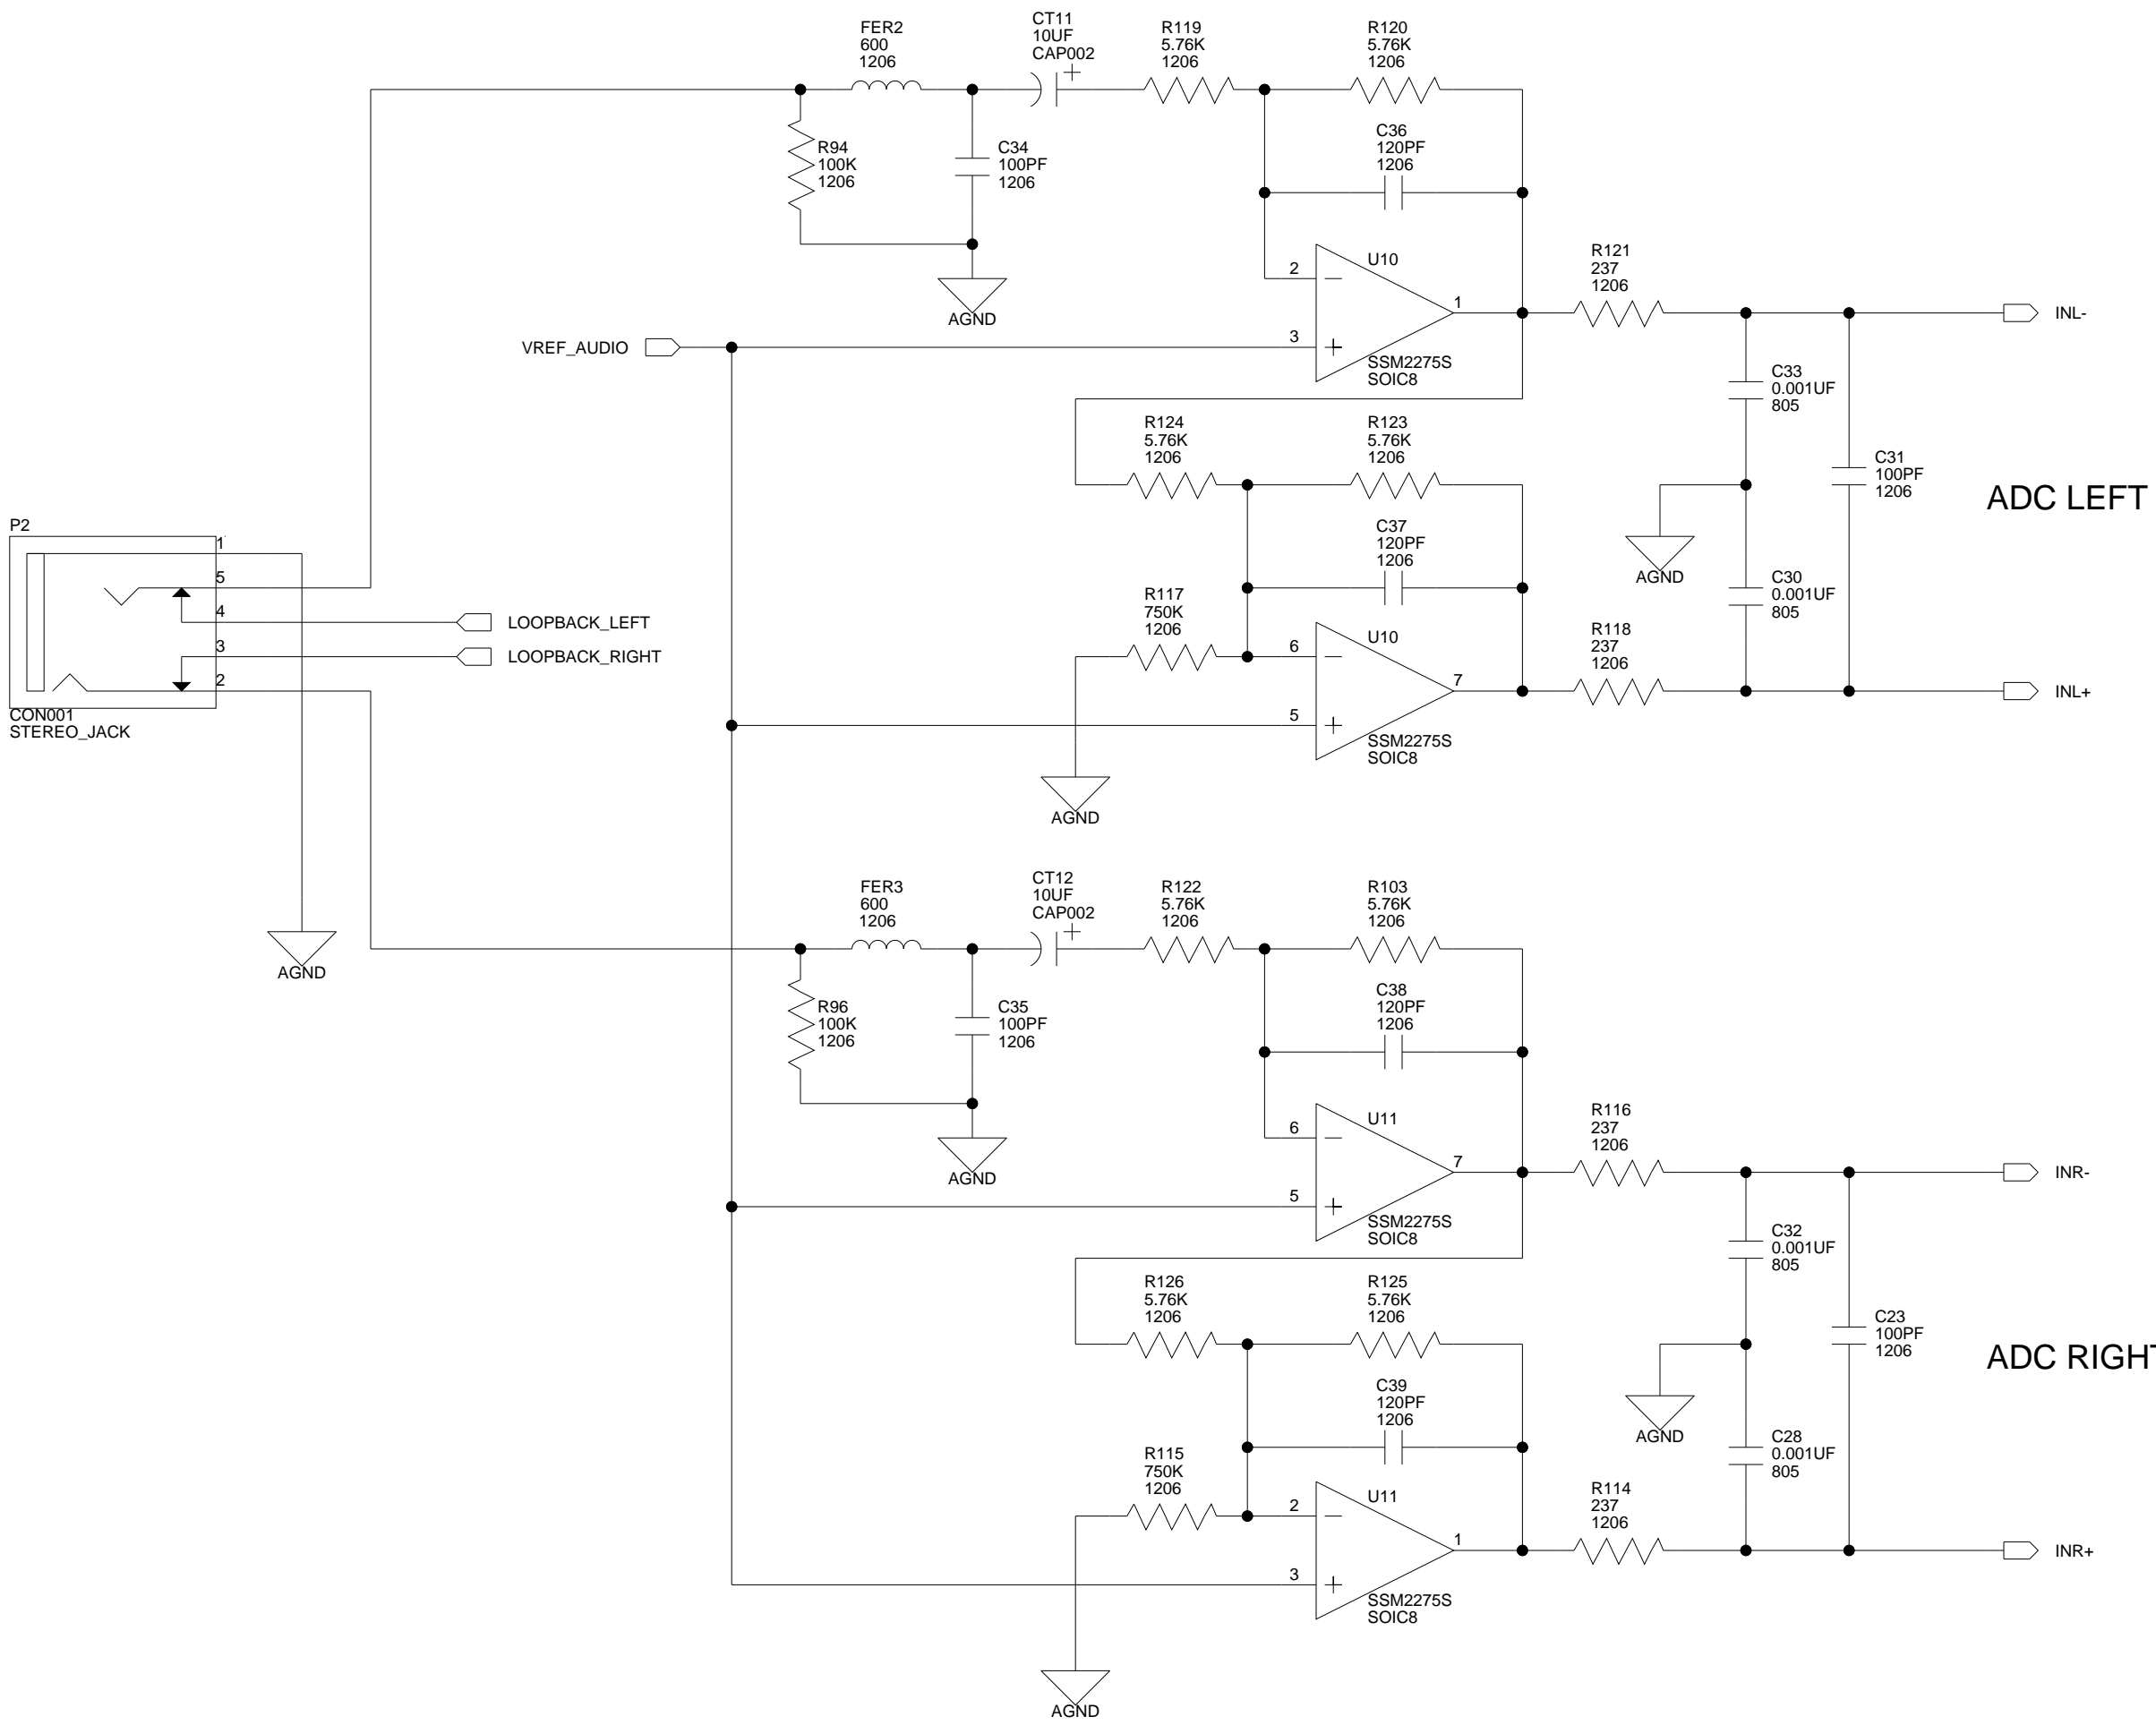 FER2
600
1206
CT11
10UF
CAP002
+
R119
5.76K
1206
R120
5.76K
1206
R94
100K
1206
C34
100PF
1206
C36
120PF
1206
AGND
VREF_AUDIO
2
3
U10
1
SSM2275S
SOIC8
R121
237
1206
INL-
C33
0.001UF
805
C31
100PF
1206
ADC LEFT
AGND
C30
0.001UF
805
R124
5.76K
1206
R123
5.76K
1206
C37
120PF
1206
R117
750K
1206
6
5
U10
7
SSM2275S
SOIC8
R118
237
1206
INL+
AGND
P2
1
5
4
3
2
LOOPBACK_LEFT
LOOPBACK_RIGHT
CON001
STEREO_JACK
AGND
FER3
600
1206
CT12
10UF
CAP002
+
R122
5.76K
1206
R103
5.76K
1206
R96
100K
1206
C35
100PF
1206
C38
120PF
1206
AGND
6
5
U11
7
SSM2275S
SOIC8
R116
237
1206
INR-
C32
0.001UF
805
C23
100PF
1206
ADC RIGHT
AGND
C28
0.001UF
805
R126
5.76K
1206
R125
5.76K
1206
C39
120PF
1206
R115
750K
1206
2
3
U11
1
SSM2275S
SOIC8
R114
237
1206
INR+
AGND